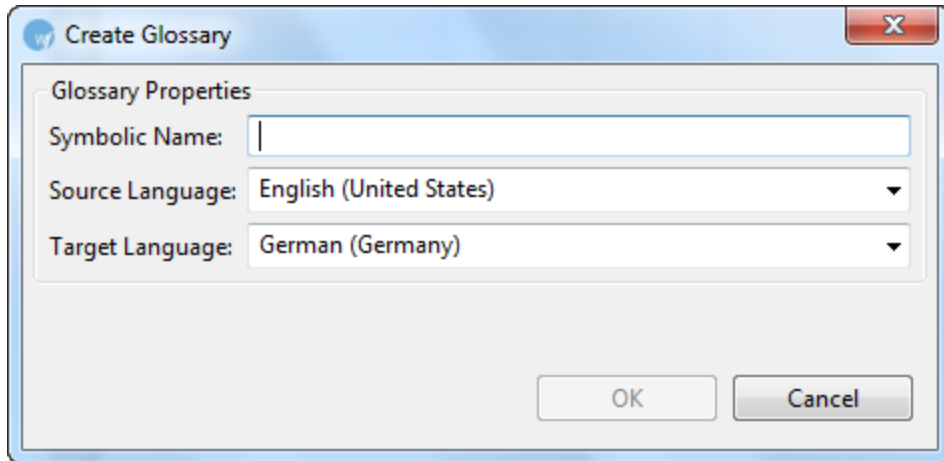 Create Glossary
Glossary Properties
Symbolic Name:
Source Language: English (United States)
Target Language: German (Germany)
OK Cancel